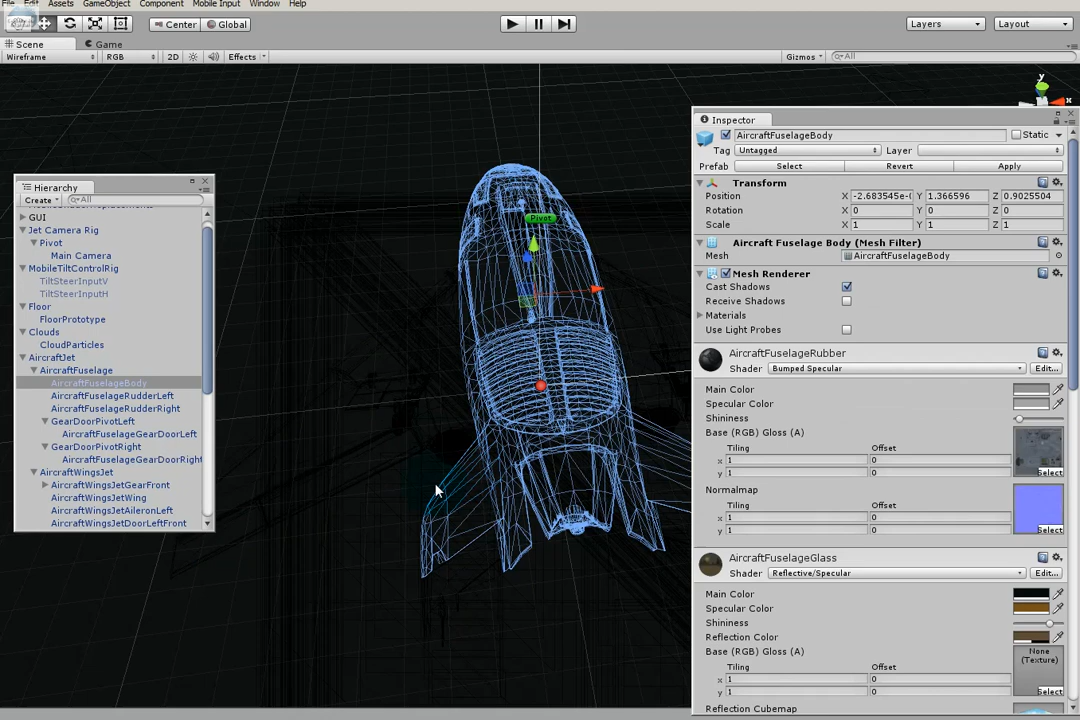 File Edit Assets GameObject Component Mobile Input Window Help
Center Global Layers Layout
Scene Game
Wireframe RGB 2D Effects Gizmos All
y
x
Inspector
AircraftFuselageBody Static
Tag Untagged Layer
Prefab Select Revert Apply
Transform
Position X -2.683545e-( Y 1.366596 Z 0.9025504
Rotation X 0 Y 0 Z 0
Scale X 1 Y 1 Z 1
Aircraft Fuselage Body (Mesh Filter)
Mesh AircraftFuselageBody
Mesh Renderer
Cast Shadows
Receive Shadows
Materials
Use Light Probes
AircraftFuselageRubber
Shader Bumped Specular Edit...
Main Color
Specular Color
Shininess
Base (RGB) Gloss (A)
Tiling Offset
x 1 0
y 1 0
Select
Normalmap
Tiling Offset
x 1 0
y 1 0
Select
AircraftFuselageGlass
Shader Reflective/Specular Edit...
Main Color
Specular Color
Shininess
Reflection Color
Base (RGB) Gloss (A)
None
(Texture)
Tiling Offset
x 1 0
y 1 0
Select
Reflection Cubemap
Hierarchy
Create All
GUI
Jet Camera Rig
Pivot
Main Camera
MobileTiltControlRig
TiltSteerInputV
TiltSteerInputH
Floor
FloorPrototype
Clouds
CloudParticles
AircraftJet
AircraftFuselage
AircraftFuselageBody
AircraftFuselageRudderLeft
AircraftFuselageRudderRight
GearDoorPivotLeft
AircraftFuselageGearDoorLeft
GearDoorPivotRight
AircraftFuselageGearDoorRight
AircraftWingsJet
AircraftWingsJetGearFront
AircraftWingsJetWing
AircraftWingsJetAileronLeft
AircraftWingsJetDoorLeftFront
Pivot